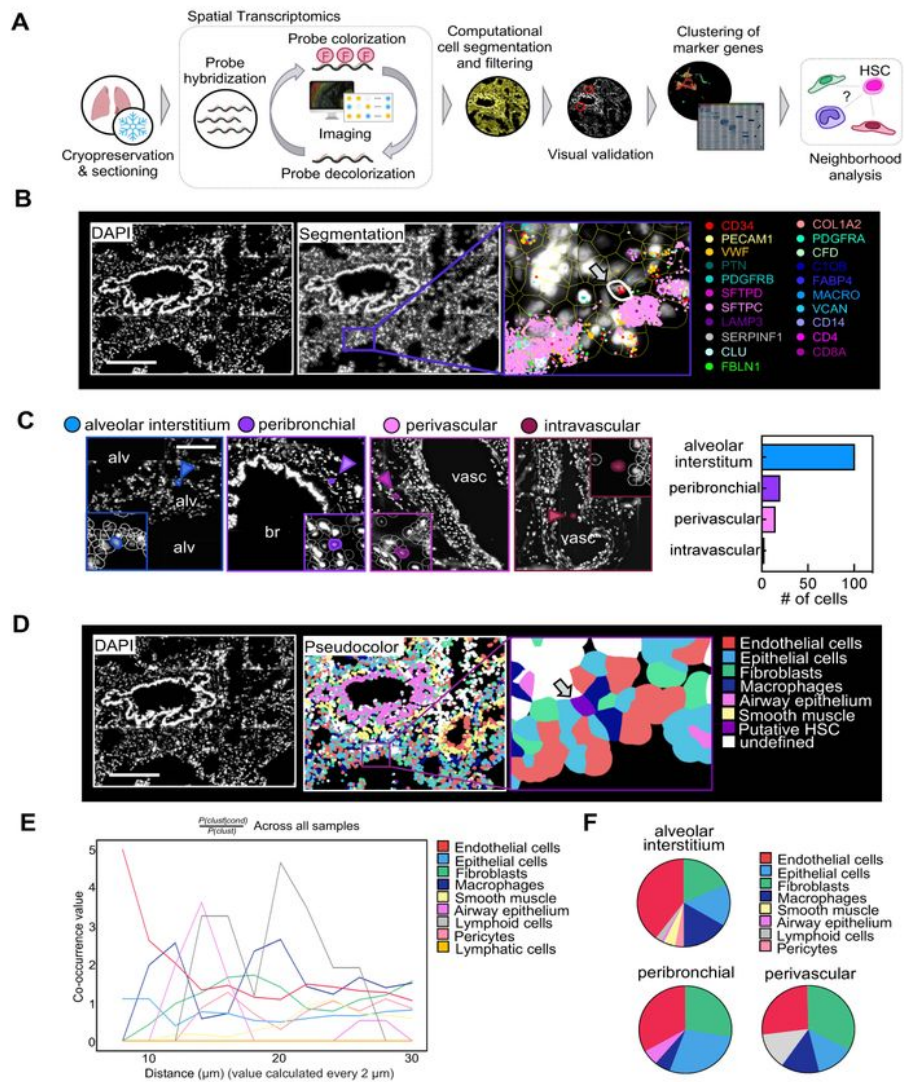 A
Spatial Transcriptomics
Probe colorization
Probe hybridization
F F F
Imaging
Probe decolorization
Cryopreservation & sectioning
Computational cell segmentation and filtering
Visual validation
Clustering of marker genes
HSC
?
Neighborhood analysis
B
DAPI
Segmentation
CD34
PECAM1
VWF
PTN
PDGFRB
SFTPD
SFTPC
LAMP3
SERPINF1
CLU
FBLN1
COL1A2
PDGFRA
CFD
C1QB
FABP4
MACRO
VCAN
CD14
CD4
CD8A
C
alveolar interstitium
peribronchial
perivascular
intravascular
alv
alv
alv
br
vasc
vasc
alveolar
interstitum
peribronchial
perivascular
intravascular
0 50 100
# of cells
D
DAPI
Pseudocolor
Endothelial cells
Epithelial cells
Fibroblasts
Macrophages
Airway epithelium
Smooth muscle
Putative HSC
undefined
E
P(clust|cond)
P(clust)
Across all samples
Co-occurrence value
5
4
3
2
1
0
10 20 30
Distance (µm) (value calculated every 2 µm)
Endothelial cells
Epithelial cells
Fibroblasts
Macrophages
Smooth muscle
Airway epithelium
Lymphoid cells
Pericytes
Lymphatic cells
F
alveolar
interstitium
Endothelial cells
Epithelial cells
Fibroblasts
Macrophages
Smooth muscle
Airway epithelium
Lymphoid cells
Pericytes
peribronchial
perivascular